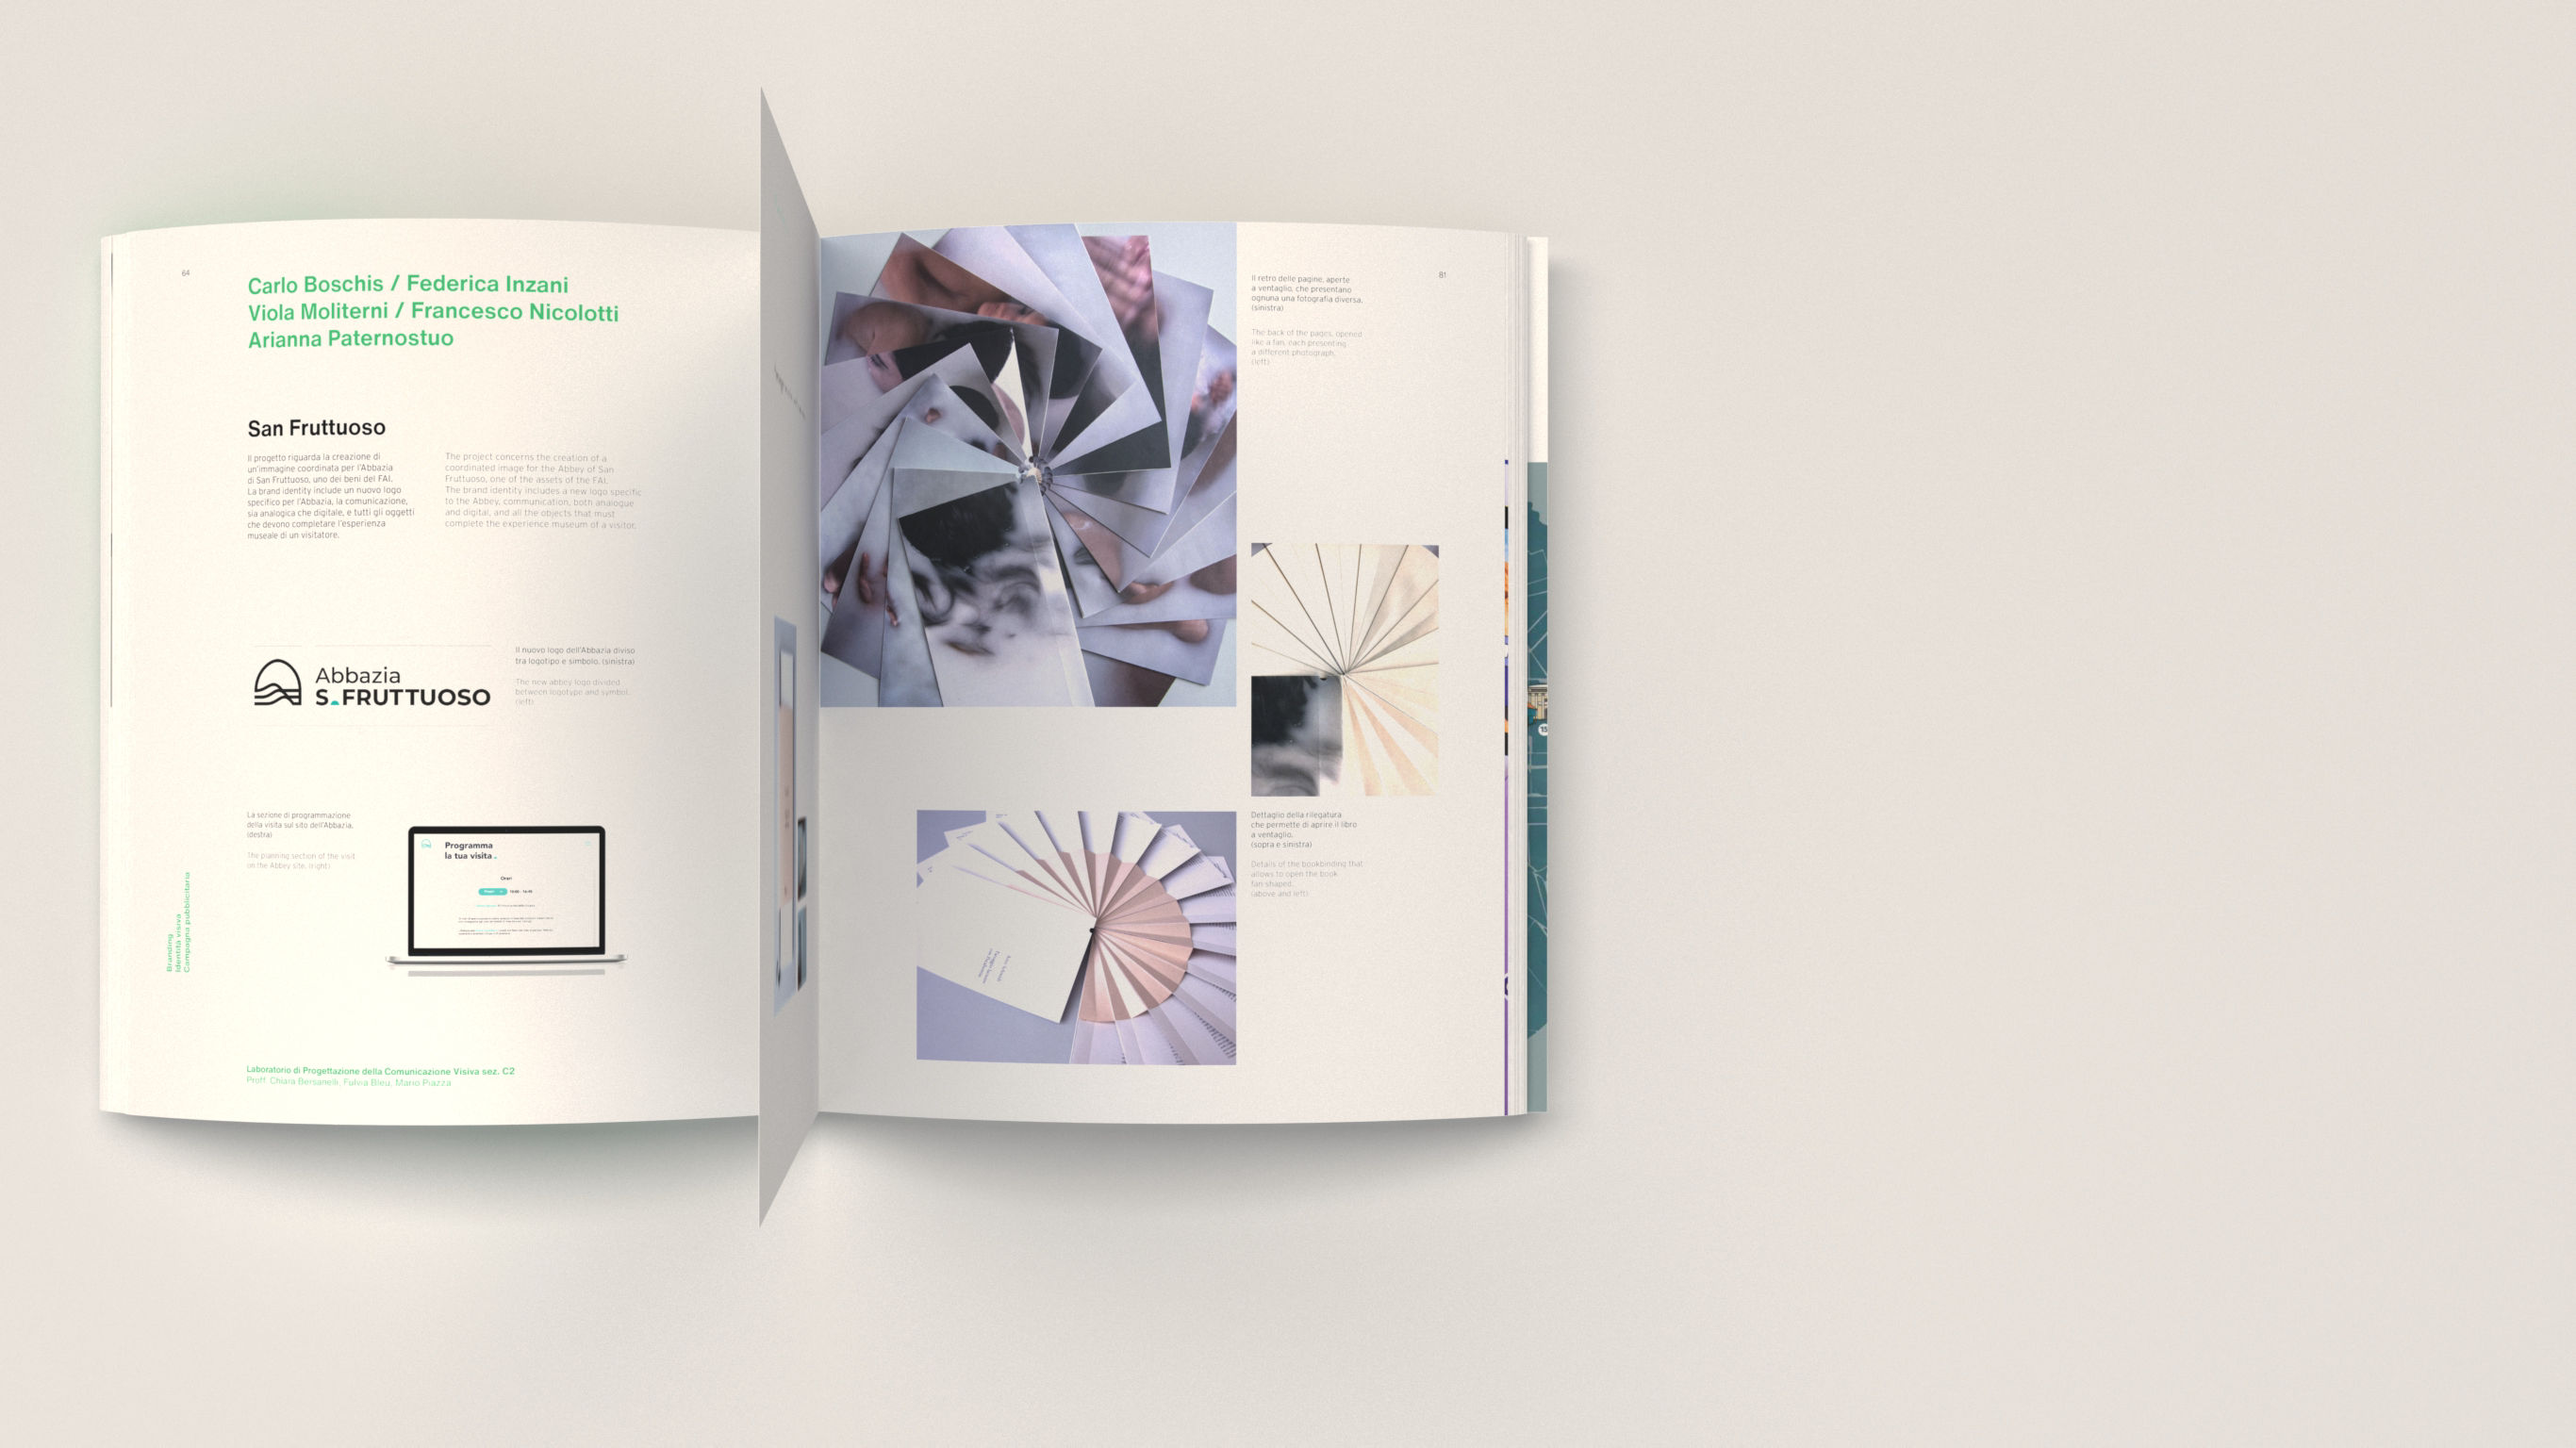 64
Carlo Boschis / Federica Inzani
Viola Moliterni / Francesco Nicolotti
Arianna Paternostuo
San Fruttuoso
Il progetto riguarda la creazione di
un'immagine coordinata per l'Abbazia
di San Fruttuoso, uno dei beni del FAI.
La brand identity include un nuovo logo
specifico per l'Abbazia, la comunicazione,
sia analogica che digitale, e tutti gli oggetti
che devono completare l'esperienza
museale di un visitatore.
The project concerns the creation of a
coordinated image for the Abbey of San
Fruttuoso, one of the assets of the FAI.
The brand identity includes a new logo specific
to the Abbey, communication, both analogue
and digital, and all the objects that must
complete the experience museum of a visitor.
Abbazia
S.FRUTTUOSO
Il nuovo logo dell'Abbazia diviso
tra logotipo e simbolo. (sinistra)
The new abbey logo divided
between logotype and symbol.
(left)
La sezione di programmazione
della visita sul sito dell'Abbazia.
(destra)
The planning section of the visit
on the Abbey site. (right)
Programma
la tua visita.
Orari
Branding
Identità visiva
Campagna pubblicitaria
Laboratorio di Progettazione della Comunicazione Visiva sez. C2
Proff. Chiara Bersanelli, Fulvia Bleu, Mario Piazza
81
Il retro delle pagine, aperte
a ventaglio, che presentano
ognuna una fotografia diversa.
(sinistra)
The back of the pages, opened
like a fan, each presenting
a different photograph.
(left)
Dettaglio della rilegatura
che permette di aprire il libro
a ventaglio.
(sopra e sinistra)
Details of the bookbinding that
allows to open the book
fan shaped.
(above and left)